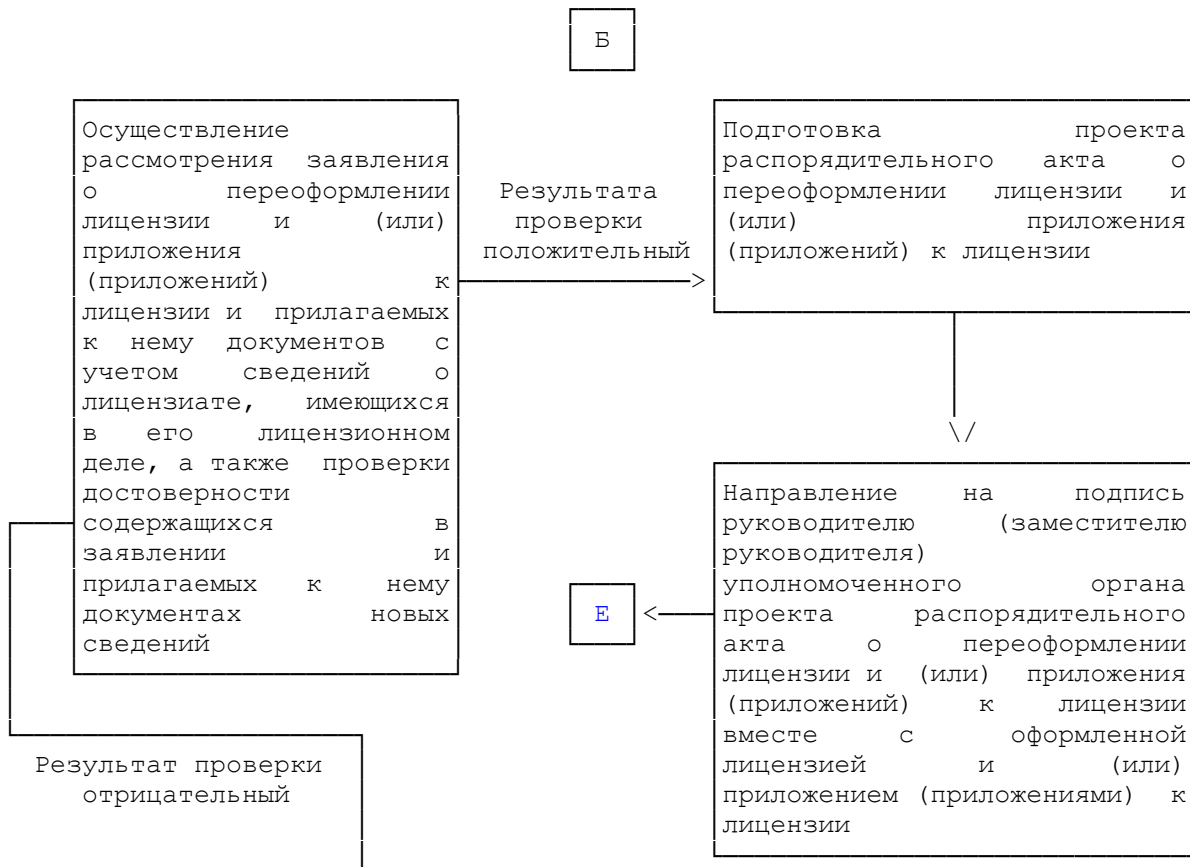 Б
Осуществление
рассмотрения заявления
о переоформлении
лицензии и (или)
приложения
(приложений) к
лицензии и прилагаемых
к нему документов с
учетом сведений о
лицензиате, имеющихся
в его лицензионном
деле, а также проверки
достоверности
содержащихся в
заявлении и
прилагаемых к нему
документах новых
сведений
Результата
проверки
положительный
Подготовка проекта
распорядительного акта о
переоформлении лицензии и
(или) приложения
(приложений) к лицензии
Направление на подпись
руководителю (заместителю
руководителя)
уполномоченного органа
проекта распорядительного
акта о переоформлении
лицензии и (или) приложения
(приложений) к лицензии
вместе с оформленной
лицензией и (или)
приложением (приложениями) к
лицензии
Е
Результат проверки
отрицательный